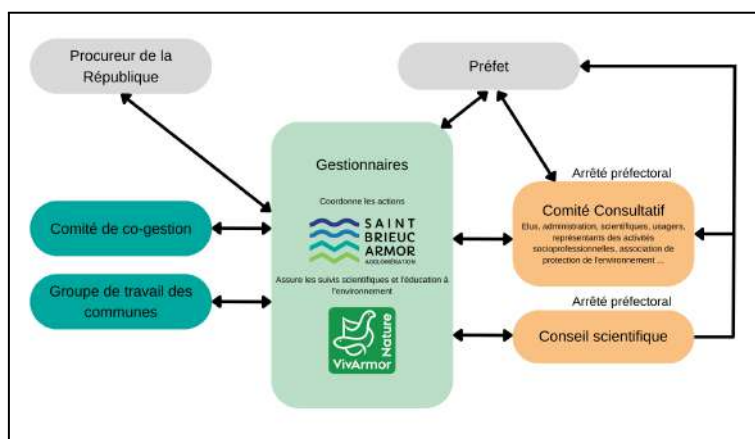 Procureur de la
République
Préfet
Gestionnaires
Coordonne les actions
SAINT
BRIEUC
ARMOR
AGGLOMÉRATION
Assure les suivis scientifiques et l'éducation à
l'environnement
VivArmor
Nature
Comité de co-gestion
Groupe de travail des
communes
Arrêté préfectoral
Comité Consultatif
Elus, administration, scientifiques, usagers,
représentants des activités
socioprofessionnelles, association de
protection de l'environnement ...
Arrêté préfectoral
Conseil scientifique